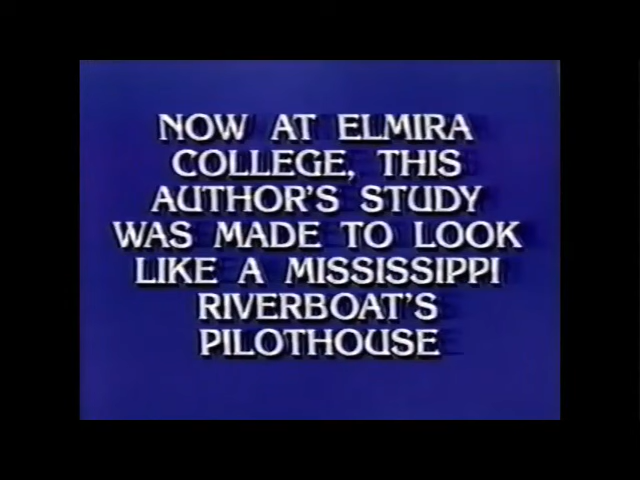 NOW AT ELMIRA
COLLEGE, THIS
AUTHOR'S STUDY
WAS MADE TO LOOK
LIKE A MISSISSIPPI
RIVERBOAT'S
PILOTHOUSE